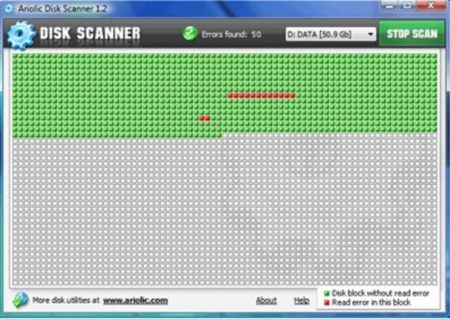 Ariolic Disk Scanner 1.2
DISK SCANNER
Errors found: 50
D: DATA [50.9 Gb]
STOP SCAN
More disk utilities at www.ariolic.com
About
Help
Disk block without read error
Read error in this block